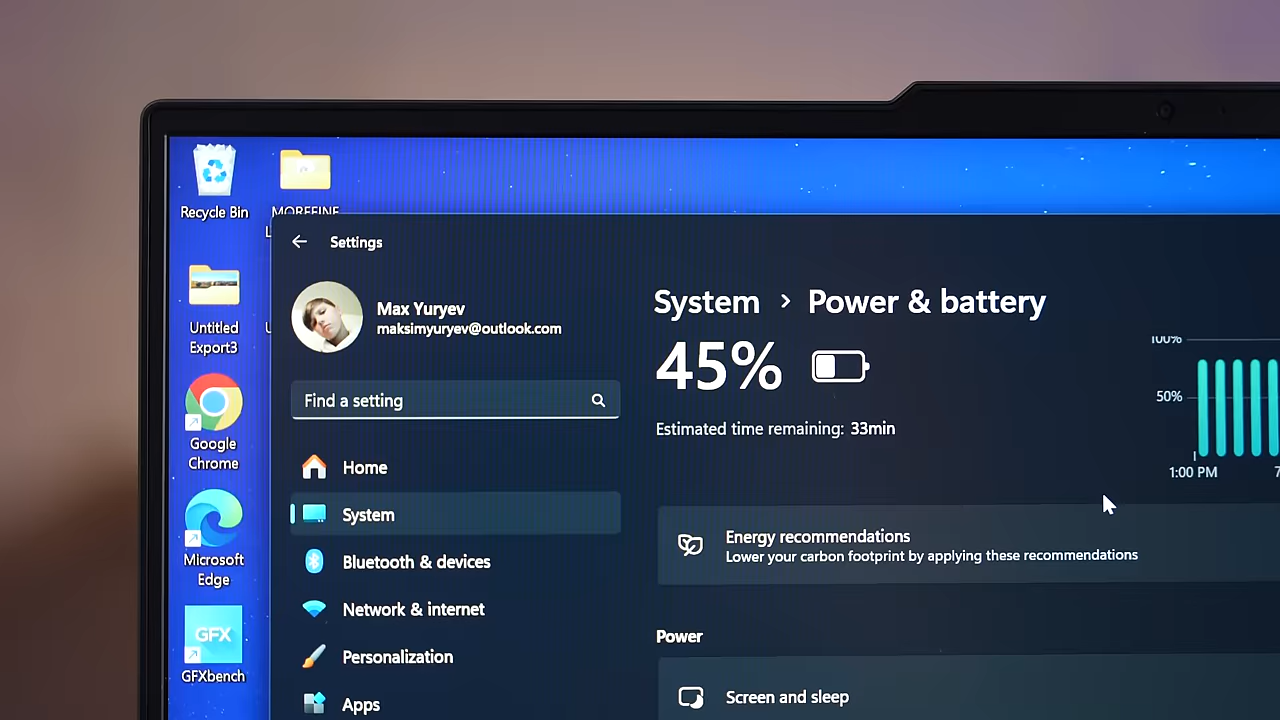 Recycle Bin
MOREFINE
Untitled
Export3
Google
Chrome
Microsoft
Edge
GFX
GFXbench
Settings
Max Yuryev
maksimyuryev@outlook.com
Find a setting
Home
System
Bluetooth & devices
Network & internet
Personalization
Apps
System > Power & battery
45%
Estimated time remaining: 33min
100%
50%
1:00 PM
Energy recommendations
Lower your carbon footprint by applying these recommendations
Power
Screen and sleep